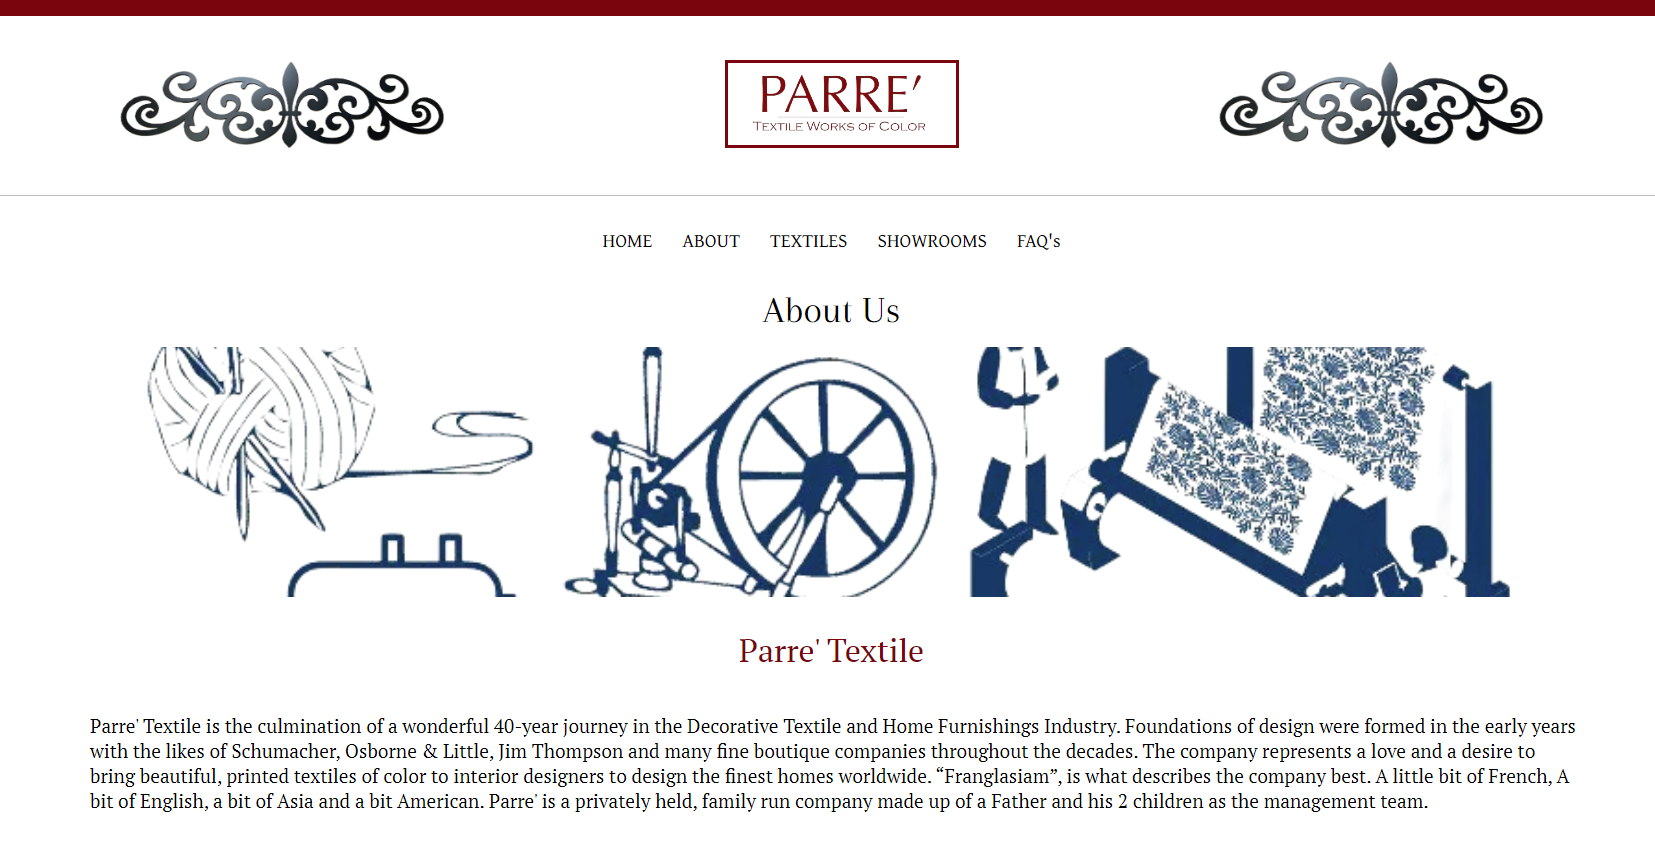 PARRE'
TEXTILE WORKS OF COLOR
HOME ABOUT TEXTILES SHOWROOMS FAQ's
About Us
Parre' Textile
Parre' Textile is the culmination of a wonderful 40-year journey in the Decorative Textile and Home Furnishings Industry. Foundations of design were formed in the early years
with the likes of Schumacher, Osborne & Little, Jim Thompson and many fine boutique companies throughout the decades. The company represents a love and a desire to
bring beautiful, printed textiles of color to interior designers to design the finest homes worldwide. “Franglasiam”, is what describes the company best. A little bit of French, A
bit of English, a bit of Asia and a bit American. Parre' is a privately held, family run company made up of a Father and his 2 children as the management team.